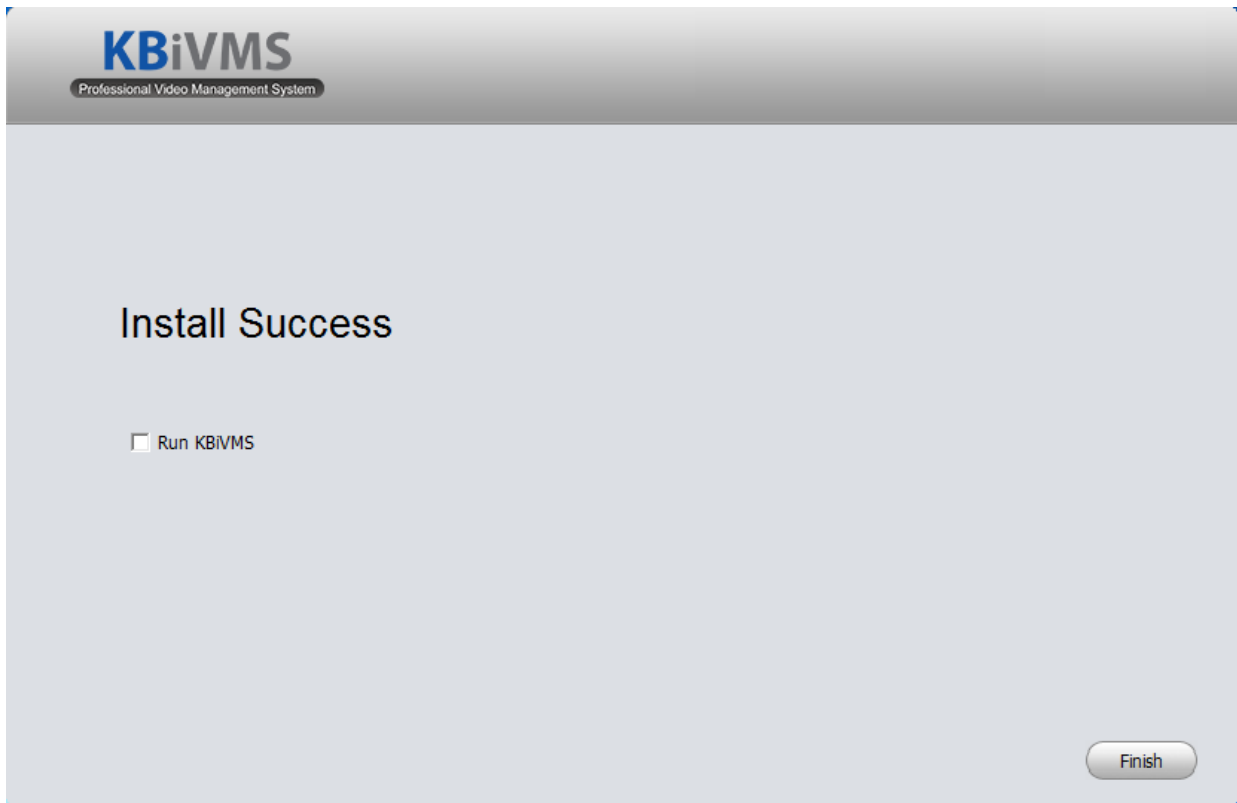 KBiVMS
Professional Video Management System
Install Success
Run KBiVMS
Finish